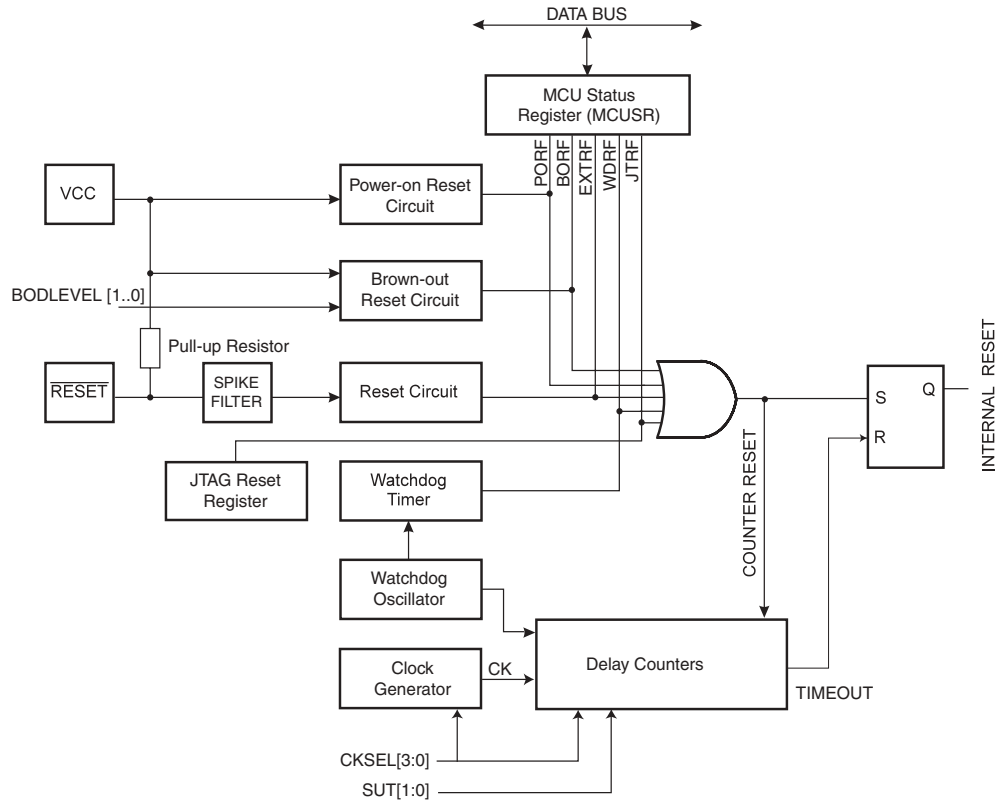 DATA BUS
MCU Status
Register (MCUSR)
PORF
BORF
EXTRF
WDRF
JTRF
VCC
Power-on Reset
Circuit
BODLEVEL [1..0]
Brown-out
Reset Circuit
Pull-up Resistor
RESET
SPIKE
FILTER
Reset Circuit
JTAG Reset
Register
Watchdog
Timer
Watchdog
Oscillator
Clock
Generator
CK
Delay Counters
CKSEL[3:0]
SUT[1:0]
COUNTER RESET
TIMEOUT
S
R
Q
INTERNAL RESET